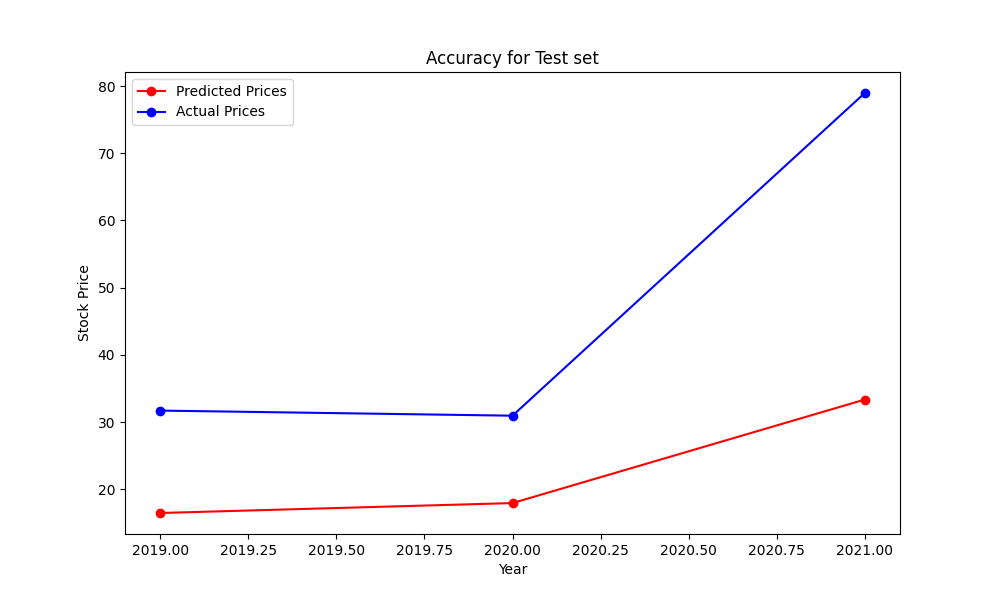 Accuracy for Test set
Predicted Prices
Actual Prices
80
70
60
50
40
30
20
Stock Price
2019.00 2019.25 2019.50 2019.75 2020.00 2020.25 2020.50 2020.75 2021.00
Year